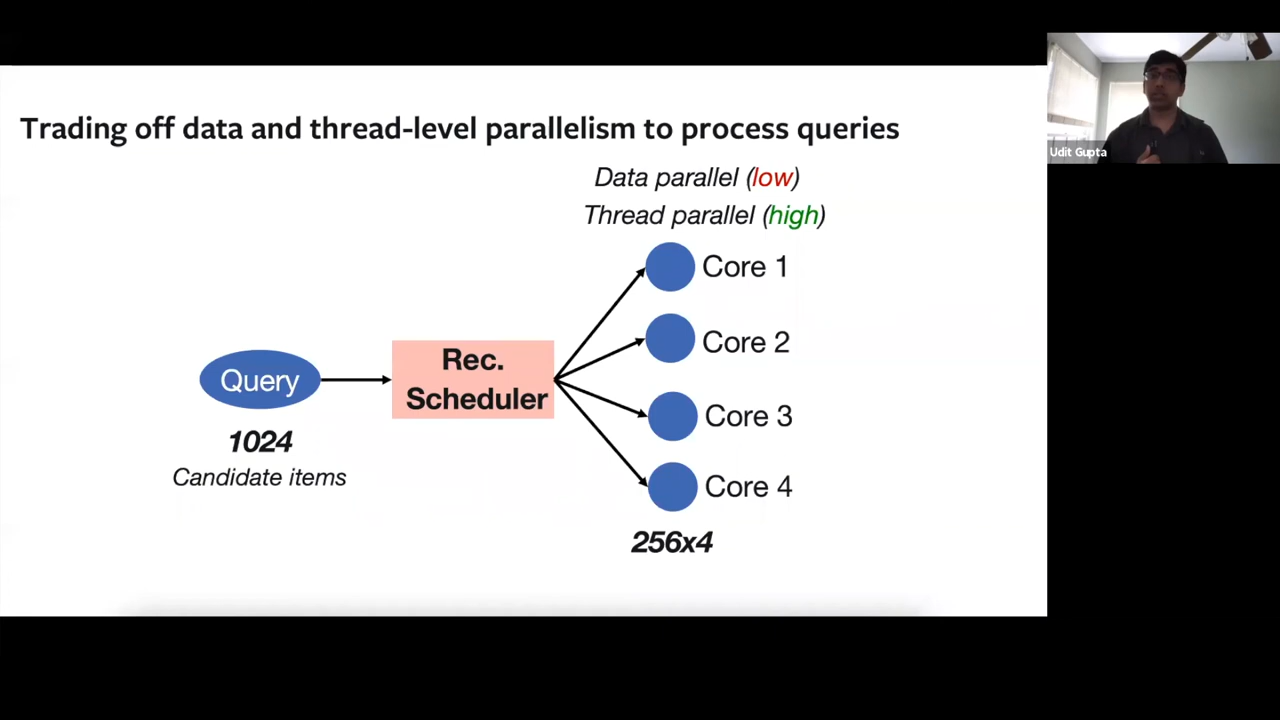 Trading off data and thread-level parallelism to process queries
Udit Gupta
Data parallel (low)
Thread parallel (high)
Core 1
Core 2
Core 3
Core 4
Query
Rec.
Scheduler
1024
Candidate items
256x4